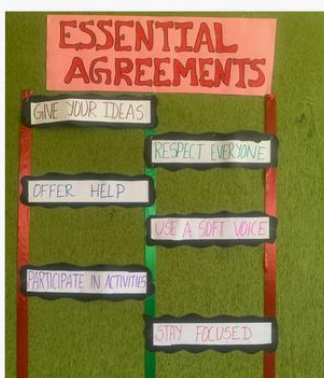 ESSENTIAL
AGREEMENTS
GIVE YOUR IDEAS
RESPECT EVERYONE
OFFER HELP
USE A SOFT VOICE
PARTICIPATE IN ACTIVITIES
STAY FOCUSED